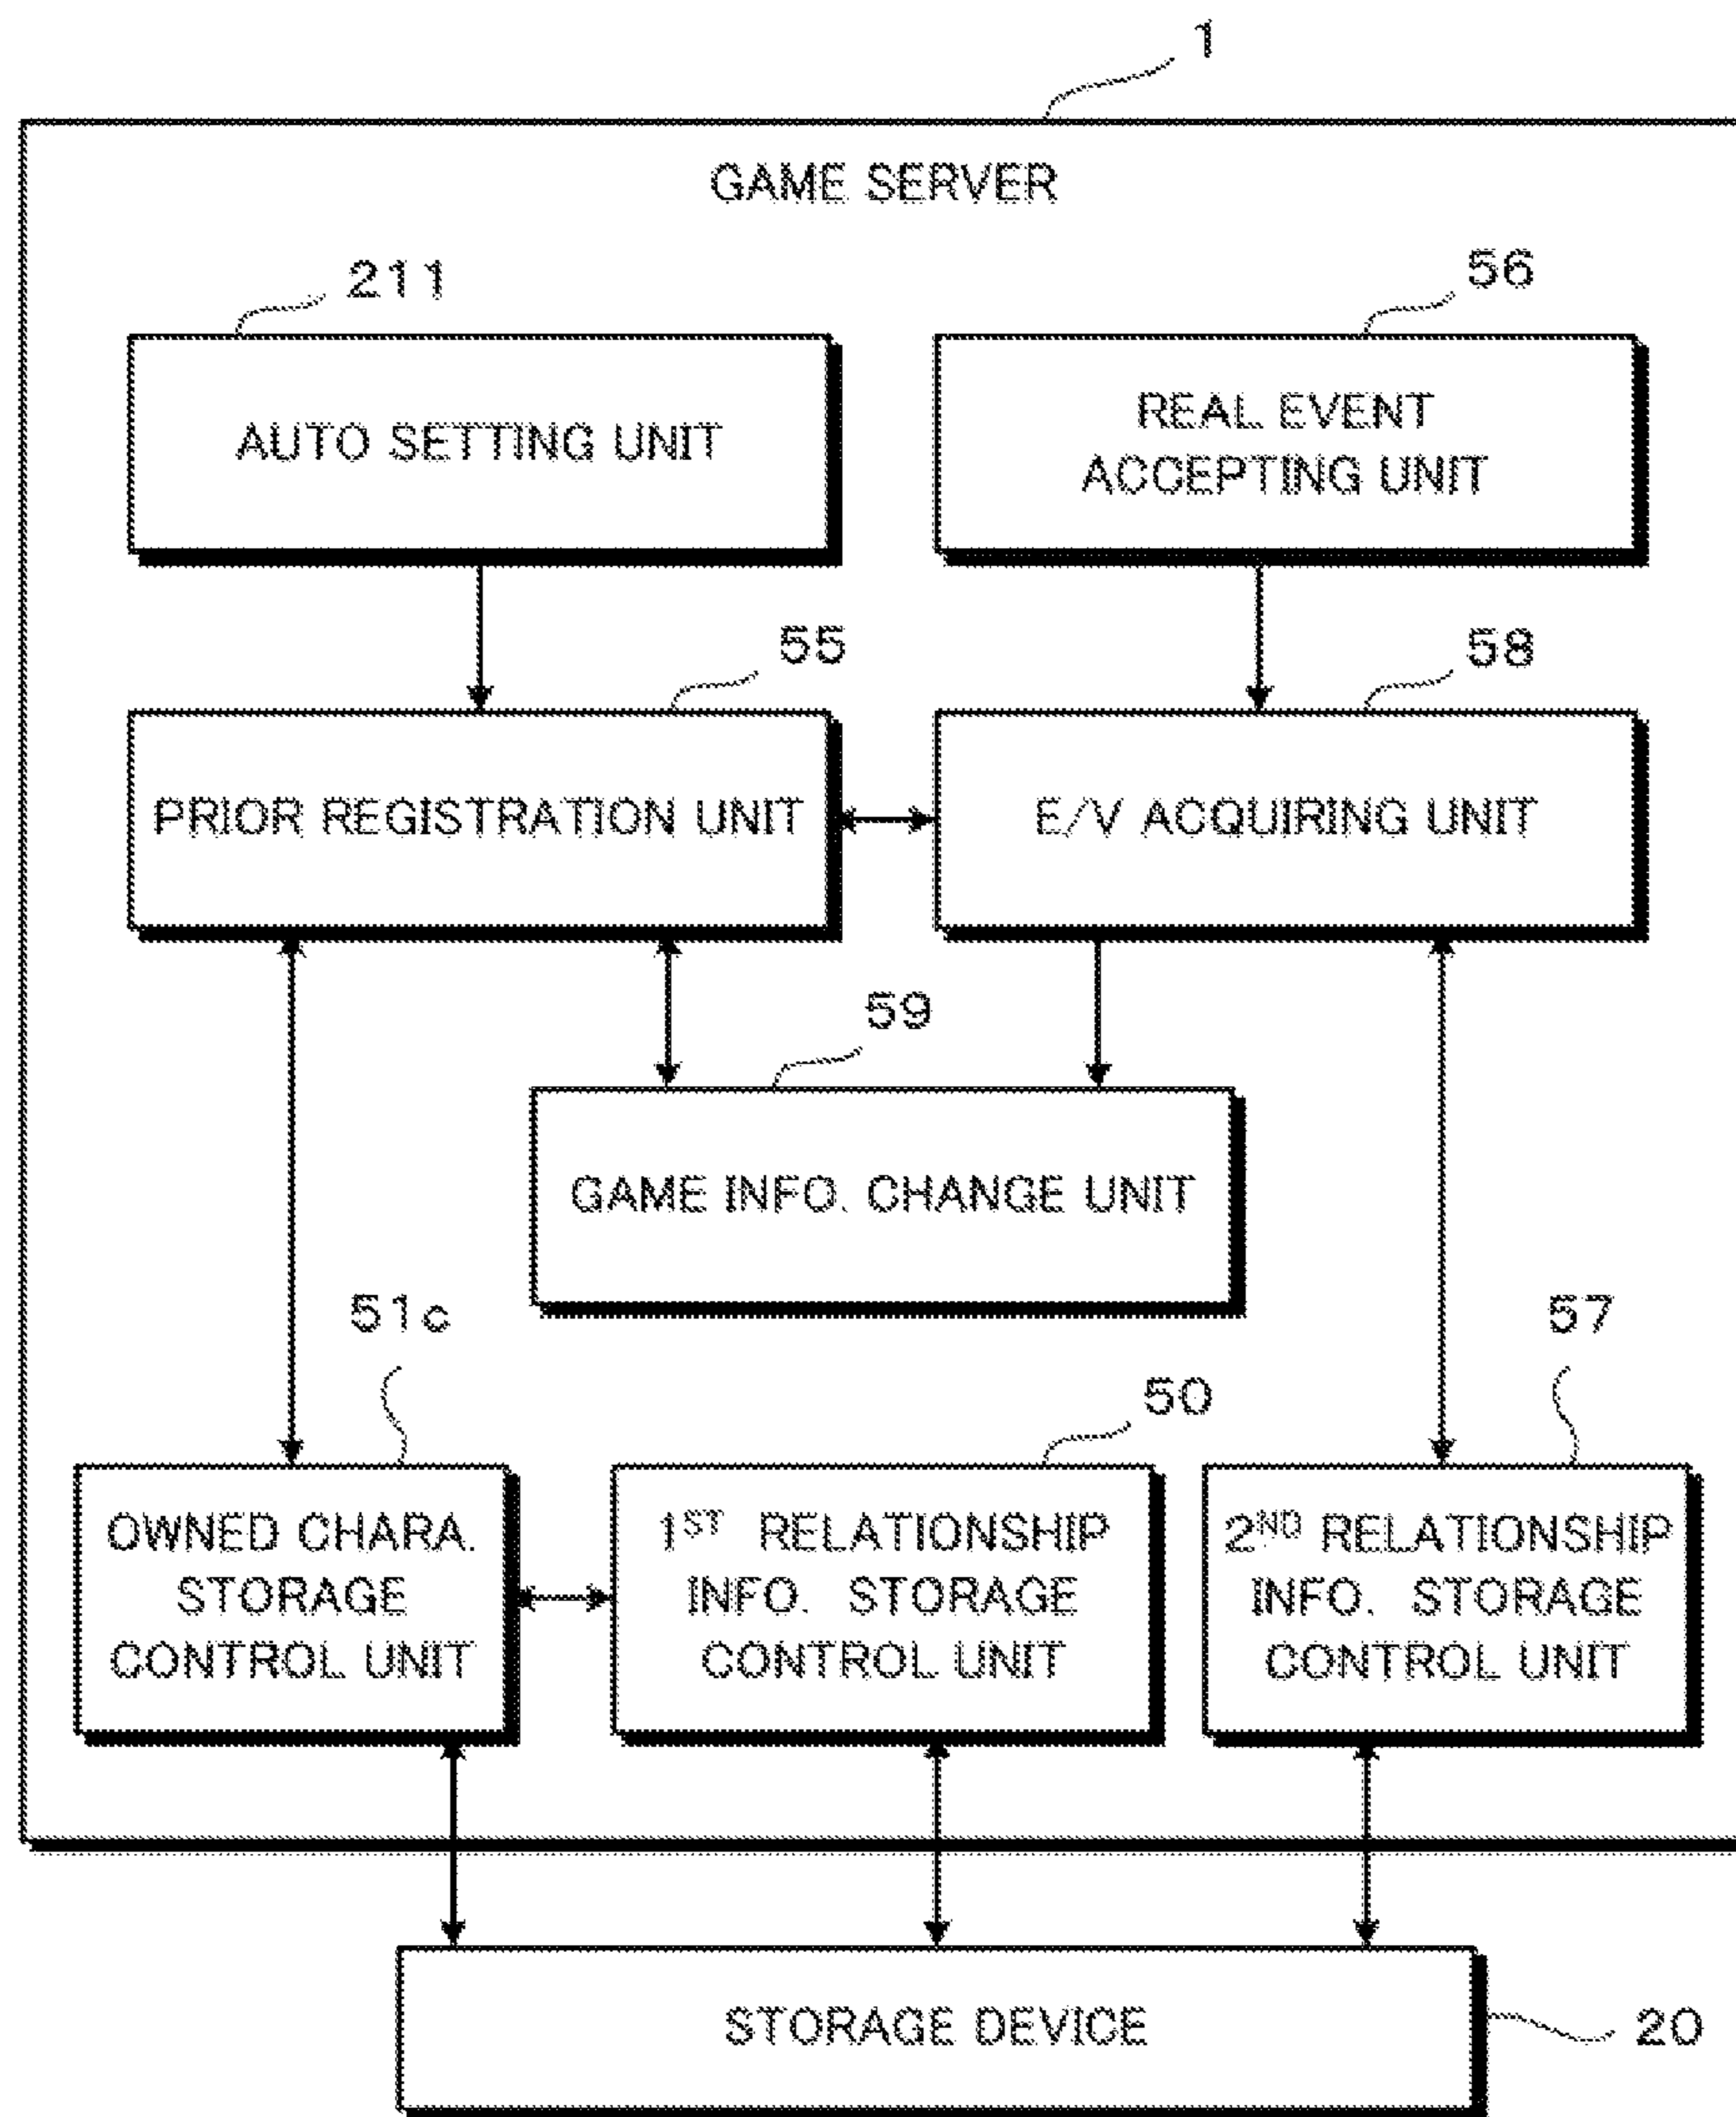 1
GAME SERVER
211
56
AUTO SETTING UNIT
REAL EVENT
ACCEPTING UNIT
55
58
PRIOR REGISTRATION UNIT
E/V ACQUIRING UNIT
59
GAME INFO. CHANGE UNIT
51c
50
57
OWNED CHARA.
STORAGE
CONTROL UNIT
1ST RELATIONSHIP
INFO. STORAGE
CONTROL UNIT
2ND RELATIONSHIP
INFO. STORAGE
CONTROL UNIT
STORAGE DEVICE
20